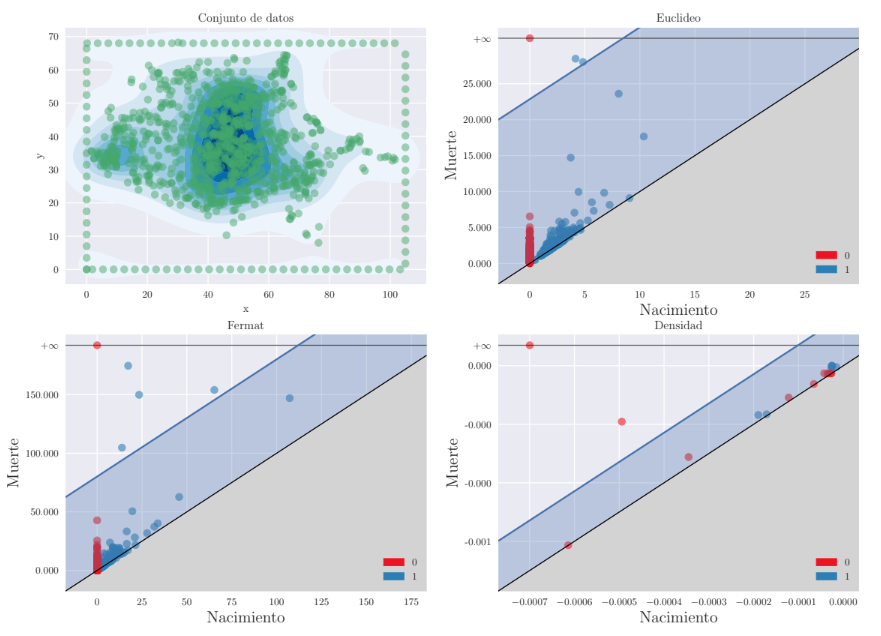 Conjunto de datos
70
60
50
40
30
20
10
0
y
0 20 40 60 80 100
x
Euclideo
+∞
25.000
20.000
15.000
10.000
5.000
0.000
Muerte
0
1
0 5 10 15 20 25
Nacimiento
Fermat
+∞
150.000
100.000
50.000
0.000
Muerte
0
1
0 25 50 75 100 125 150 175
Nacimiento
Densidad
+∞
0.000
-0.000
-0.000
-0.001
Muerte
0
1
−0.0007 −0.0006 −0.0005 −0.0004 −0.0003 −0.0002 −0.0001 0.0000
Nacimiento